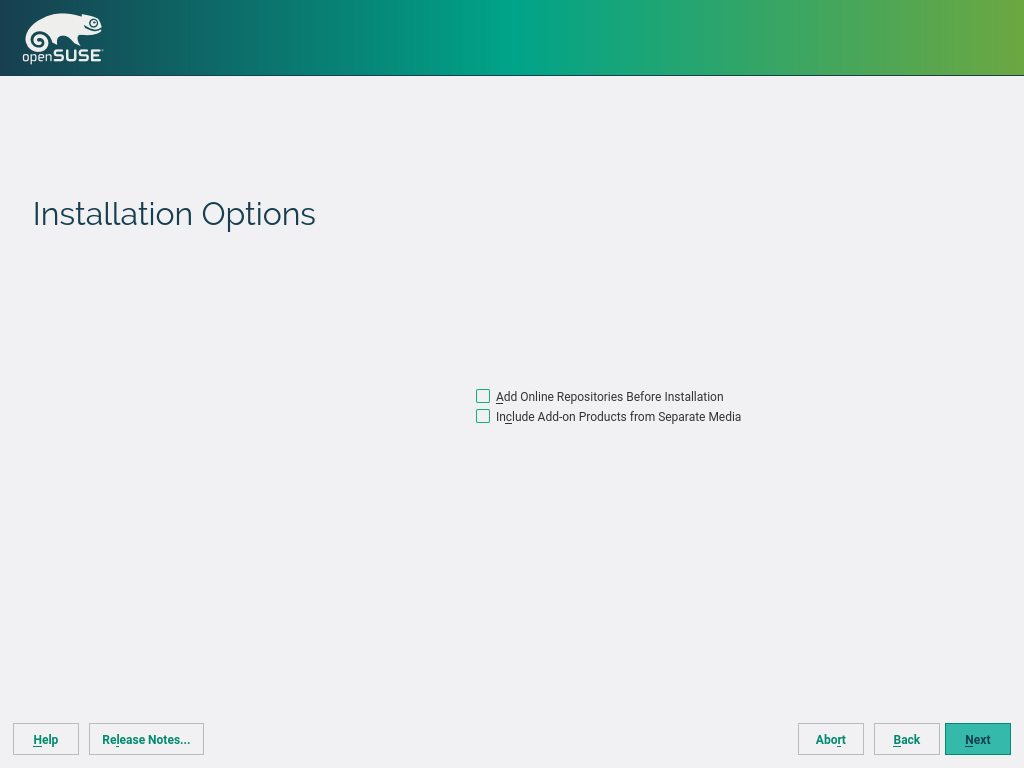 openSUSE
Installation Options
Add Online Repositories Before Installation
Include Add-on Products from Separate Media
Help
Release Notes...
Abort
Back
Next